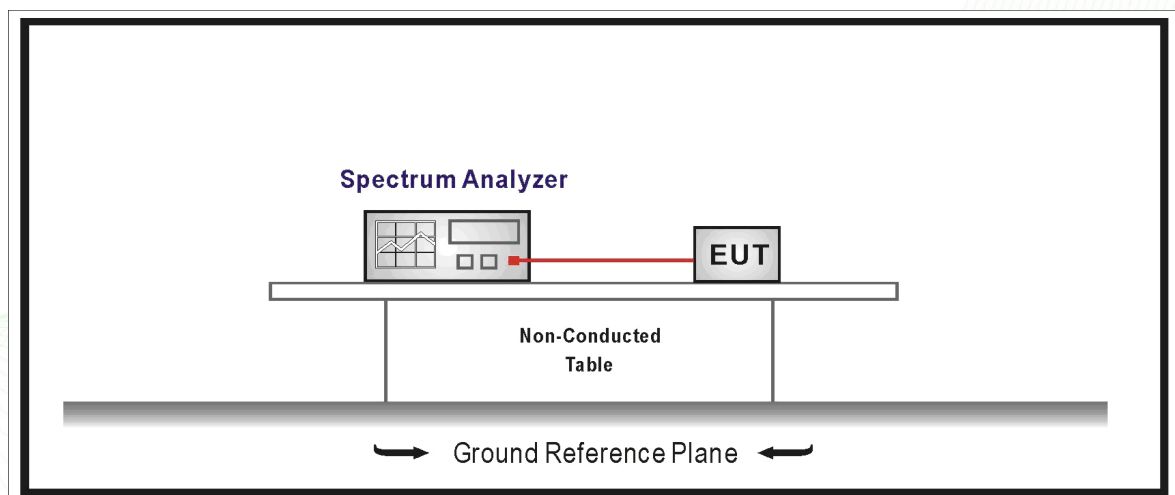 Spectrum Analyzer
EUT
Non-Conducted
Table
Ground Reference Plane